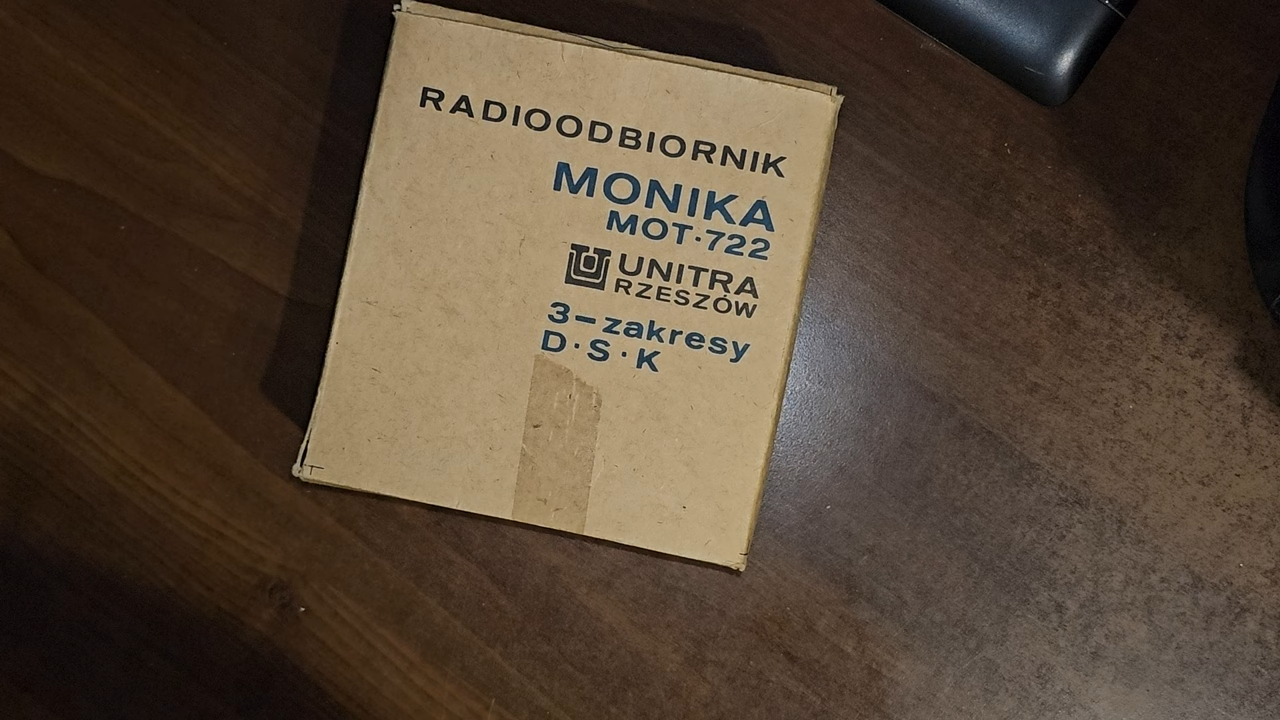 RADIOODBIORNIK
MONIKA
MOT·722
UNITRA
RZESZÓW
3–zakresy
D·S·K